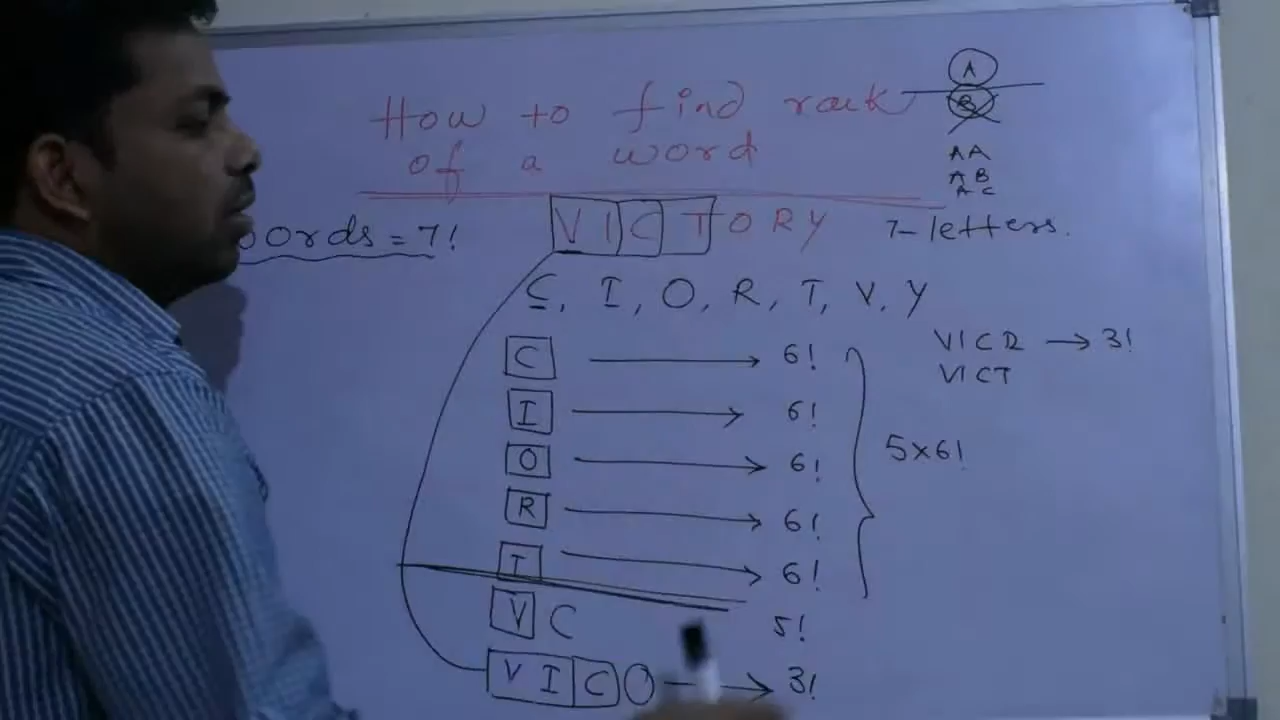 How to find rank
of a word
A
B
AA
AB
AC
words = 7!
VICTORY
7-letters.
C, I, O, R, T, V, Y
C → 6!
I → 6!
O → 6!
R → 6!
T → 6!
5×6!
VICR → 3!
VICT
V C 5!
VICO → 3!